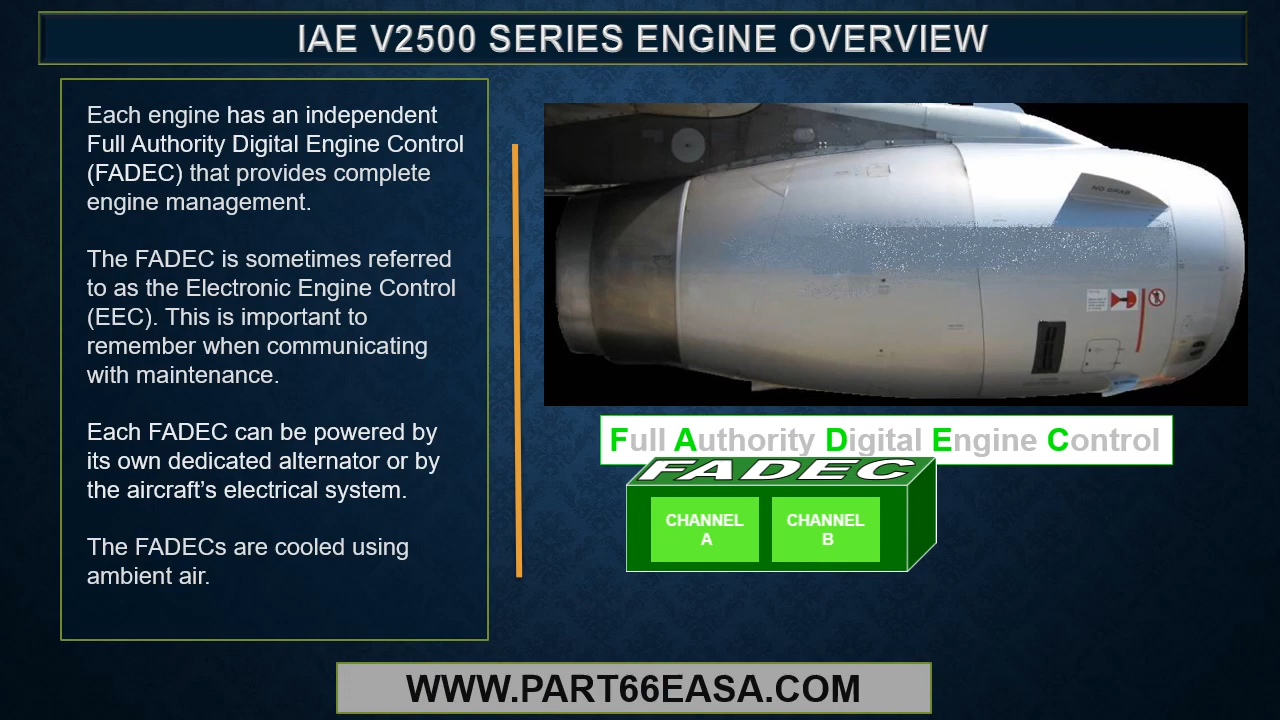 IAE V2500 SERIES ENGINE OVERVIEW
Each engine has an independent
Full Authority Digital Engine Control
(FADEC) that provides complete
engine management.
The FADEC is sometimes referred
to as the Electronic Engine Control
(EEC). This is important to
remember when communicating
with maintenance.
Each FADEC can be powered by
its own dedicated alternator or by
the aircraft’s electrical system.
The FADECs are cooled using
ambient air.
NO GRAB
Full Authority Digital Engine Control
FADEC
CHANNEL
A
CHANNEL
B
WWW.PART66EASA.COM